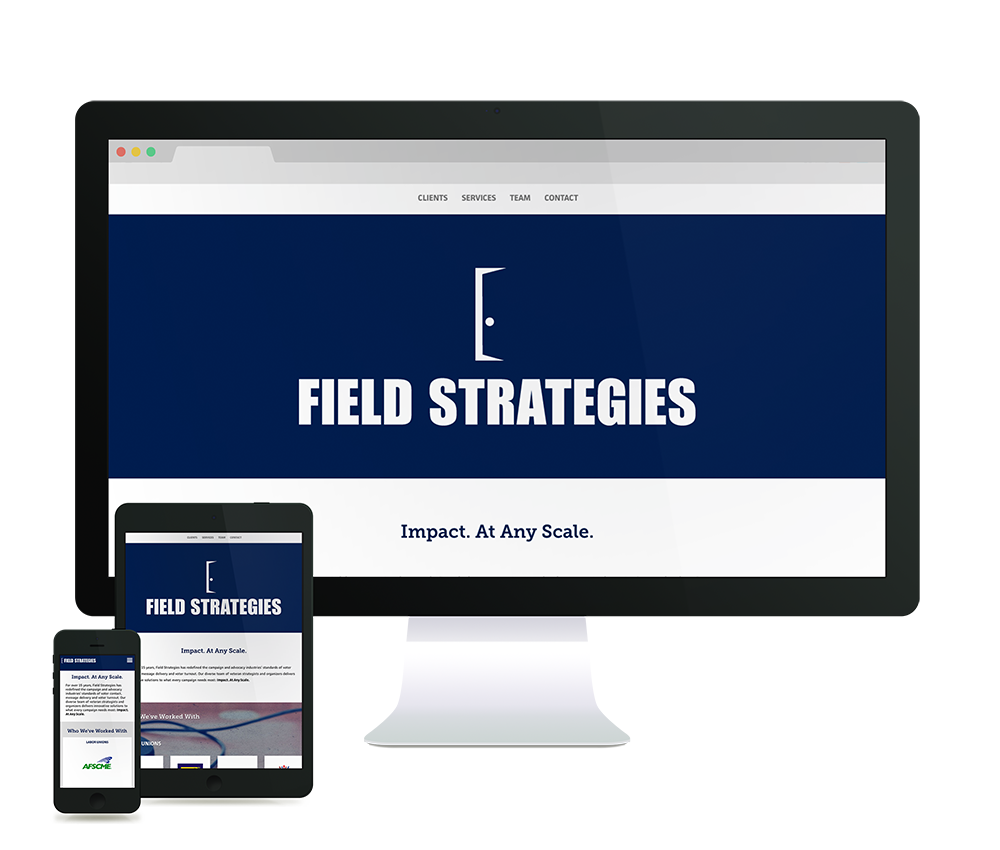 CLIENTS SERVICES TEAM CONTACT
FIELD STRATEGIES
Impact. At Any Scale.
CLIENTS SERVICES TEAM CONTACT
FIELD STRATEGIES
Impact. At Any Scale.
15 years, Field Strategies has redefined the campaign and advocacy industries' standards of voter
message delivery and voter turnout. Our diverse team of veteran strategists and organizers delivers
solutions to what every campaign needs most: Impact. At Any Scale.
We've Worked With
UNIONS
FIELD STRATEGIES
Impact. At Any Scale.
For over 15 years, Field Strategies has
redefined the campaign and advocacy
industries' standards of voter contact,
message delivery and voter turnout. Our
diverse team of veteran strategists and
organizers delivers innovative solutions to
what every campaign needs most: Impact.
At Any Scale.
Who We've Worked With
LABOR UNIONS
AFSCME